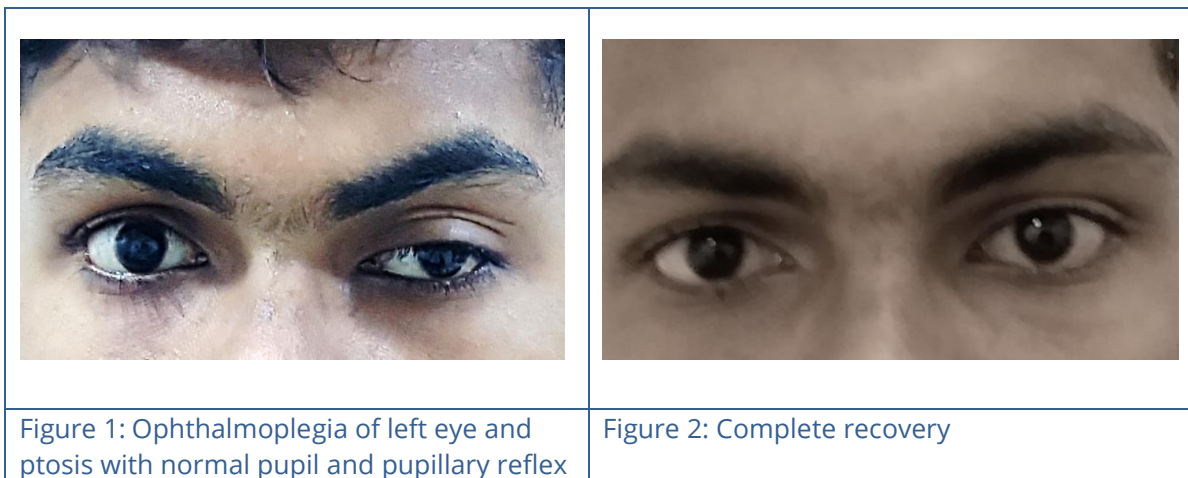 Figure 1: Ophthalmoplegia of left eye and
ptosis with normal pupil and pupillary reflex
Figure 2: Complete recovery